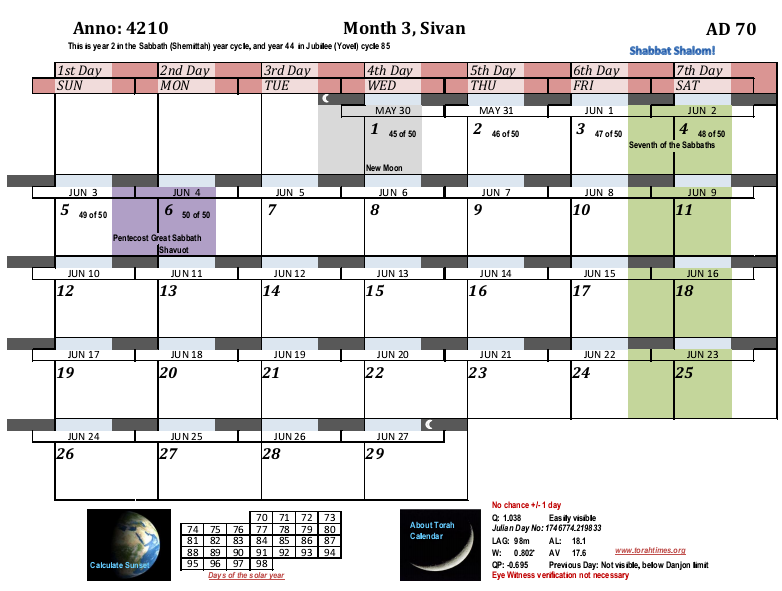 Anno: 4210 Month 3, Sivan AD 70
This is year 2 in the Sabbath (Shemittah) year cycle, and year 44 in Jubilee (Yovel) cycle 85
Shabbat Shalom!
1st Day 2nd Day 3rd Day 4th Day 5th Day 6th Day 7th Day
SUN MON TUE WED THU FRI SAT
MAY 30 MAY 31 JUN 1 JUN 2
1 45 of 50 2 46 of 50 3 47 of 50 4 48 of 50
Seventh of the Sabbaths
New Moon
JUN 3 JUN 4 JUN 5 JUN 6 JUN 7 JUN 8 JUN 9
5 49 of 50 6 50 of 50 7 8 9 10 11
Pentecost Great Sabbath
Shavuot
JUN 10 JUN 11 JUN 12 JUN 13 JUN 14 JUN 15 JUN 16
12 13 14 15 16 17 18
JUN 17 JUN 18 JUN 19 JUN 20 JUN 21 JUN 22 JUN 23
19 20 21 22 23 24 25
JUN 24 JUN 25 JUN 26 JUN 27
26 27 28 29
Calculate Sunset
70 71 72 73
74 75 76 77 78 79 80
81 82 83 84 85 86 87
88 89 90 91 92 93 94
95 96 97 98
Days of the solar year
About Torah
Calendar
No chance +/- 1 day
Q: 1.038 Easily visible
Julian Day No: 1746774.219833
LAG: 98m AL: 18.1
W: 0.802' AV 17.6 www.torahtimes.org
QP: -0.695 Previous Day: Not visible, below Danjon limit
Eye Witness verification not necessary